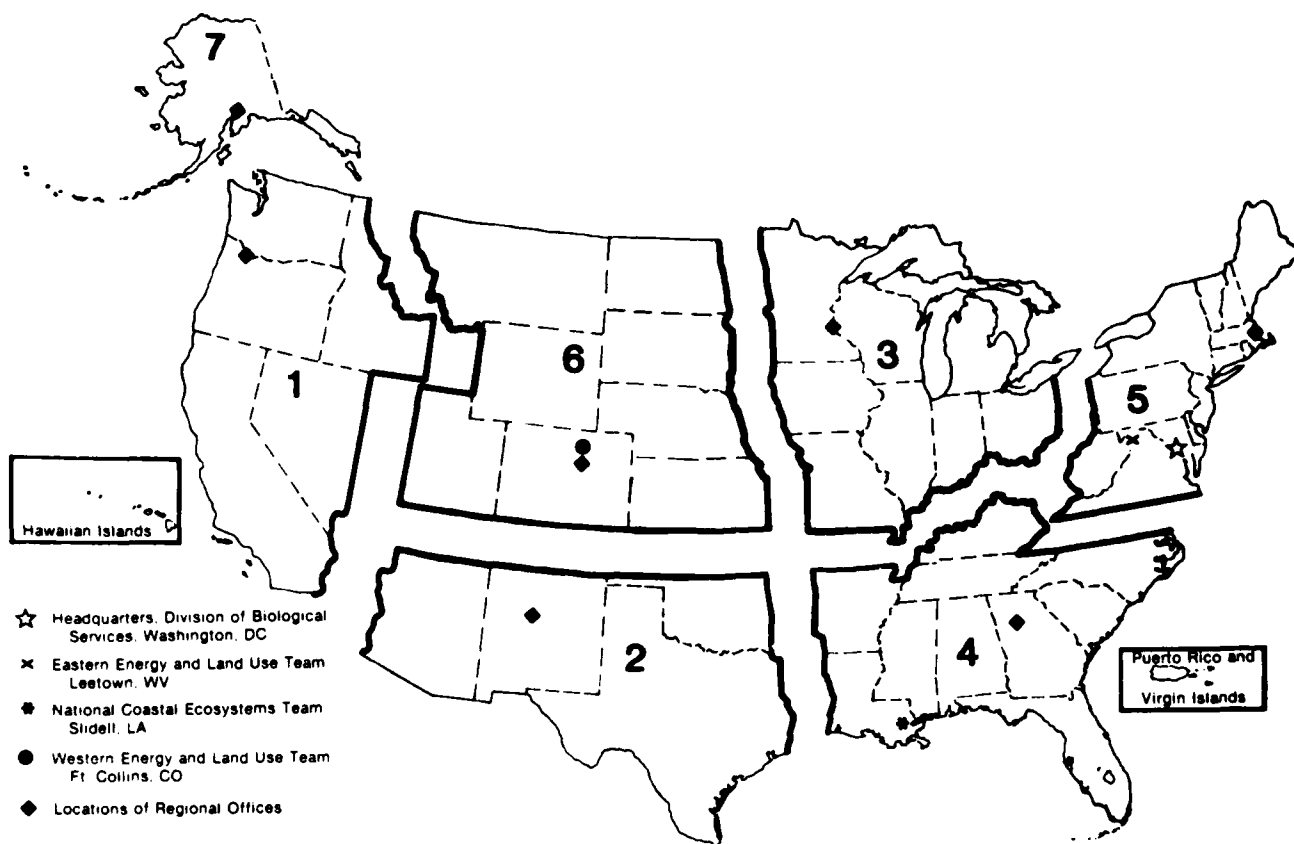 7
6
3
1
5
Hawaiian Islands
2
4
Puerto Rico and
Virgin Islands
Headquarters, Division of Biological
Services, Washington, DC
Eastern Energy and Land Use Team
Leetown, WV
National Coastal Ecosystems Team
Slidell, LA
Western Energy and Land Use Team
Ft. Collins, CO
Locations of Regional Offices